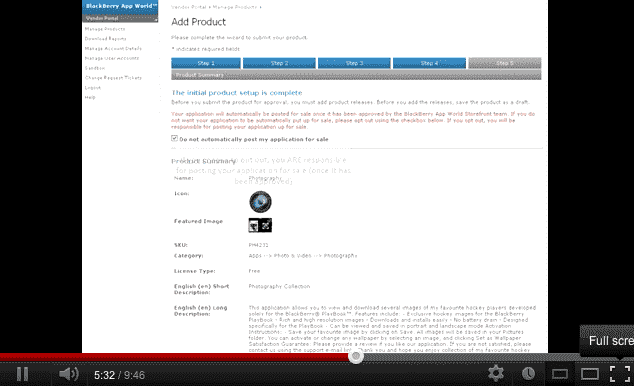 BlackBerry App World™
Vendor Portal
Manage Products
Download Reports
Manage Account Details
Manage User Accounts
Sandbox
Change Request Tickets
Logout
Help
Vendor Portal ▸ Manage Products ▸
Add Product
Please complete the wizard to submit your product.
* indicates required fields
Step 1 Step 2 Step 3 Step 4 Step 5
Product Summary
The initial product setup is complete
Before you submit the product for approval, you must add product releases. Before you add the releases, save the product as a draft.
Your application will automatically be posted for sale once it has been approved by the BlackBerry App World Storefront team. If you do
not want your application to be automatically put up for sale, please opt out using the checkbox below. If you opt out, you will be
responsible for posting your application up for sale.
Do not automatically post my application for sale
out, you ARE responsible
for posting your application for sale (once it has
been approved)
Product Summary
Name: Photography
Icon:
Featured Image
SKU: PH4231
Category: Apps --> Photo & Video --> Photography
License Type: Free
English (en) Short Description: Photography Collection
English (en) Long Description: This application allows you to view and download several images of my favourite hockey players developed
solely for the BlackBerry® PlayBook™. Features include: - Exclusive hockey images for the BlackBerry
PlayBook - Rich and high resolution images - Downloads and installs easily - No battery drain - Designed
specifically for the PlayBook - Can be viewed and saved in portrait and landscape mode Activation
Instructions: - Save your favourite image by clicking on Save. All images will be saved in your Pictures
folder. You can activate or change any wallpaper by selecting an image, and clicking Set as Wallpaper
Satisfaction Guarantee: Please provide a review if you like our application. If you are not satisfied, please
contact us using the support e-mail Thank you and hope you enjoy collection of my favourite hockey
Full scre
5:32 / 9:46